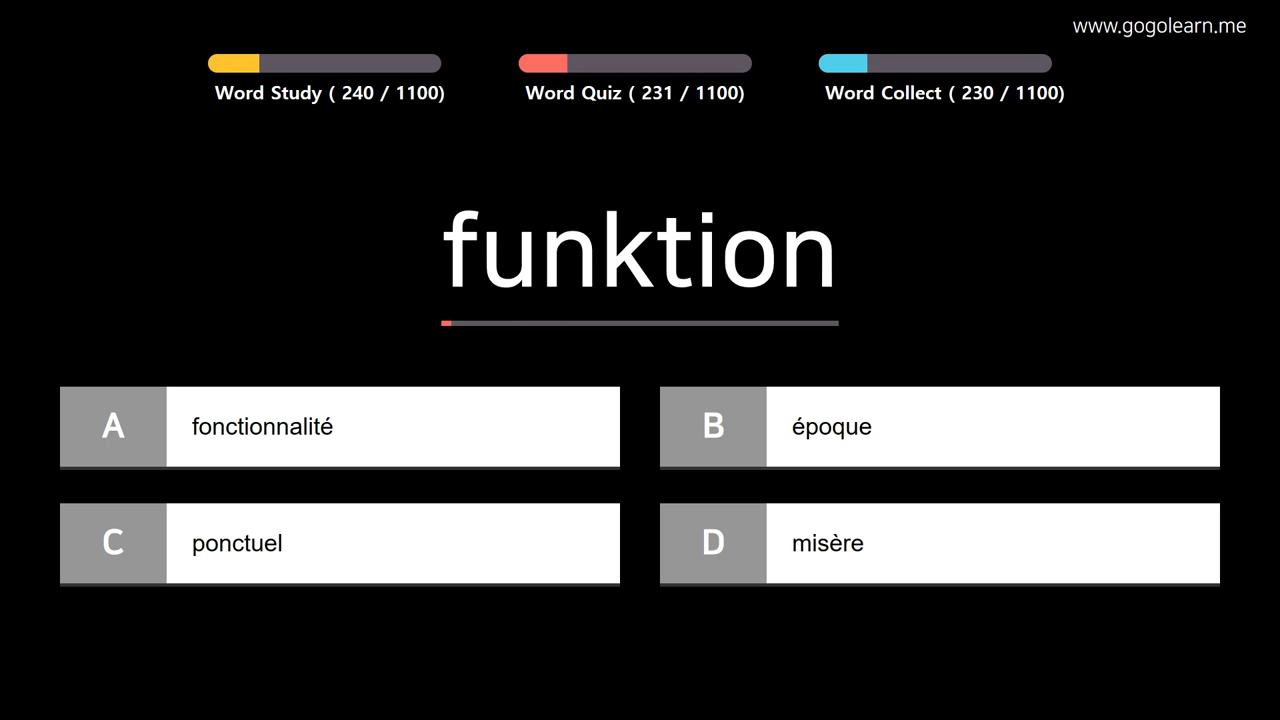 www.gogolearn.me
Word Study ( 240 / 1100)
Word Quiz ( 231 / 1100)
Word Collect ( 230 / 1100)
funktion
A fonctionnalité
B époque
C ponctuel
D misère